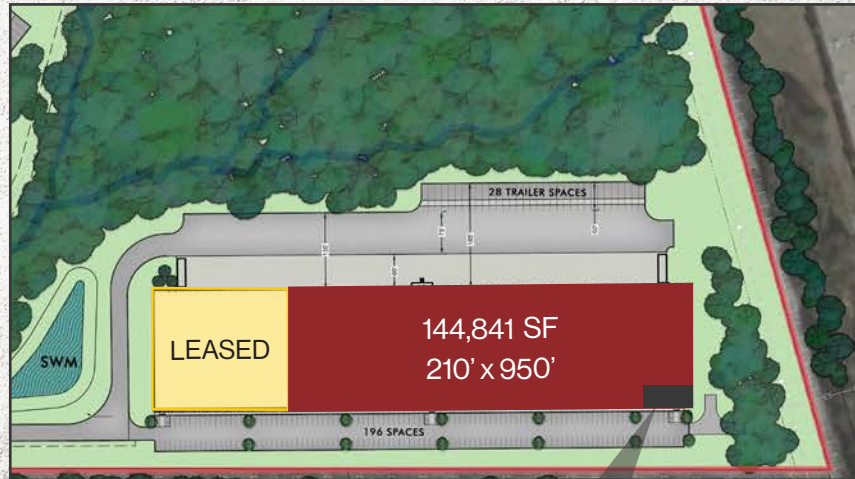 28 TRAILER SPACES
LEASED
144,841 SF
210’ x 950’
SWM
196 SPACES